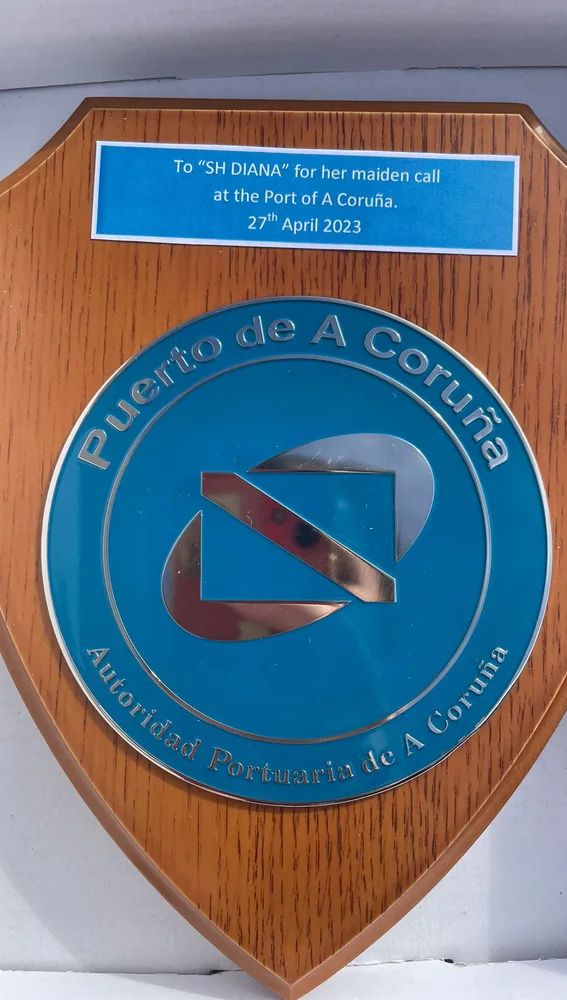 To “SH DIANA” for her maiden call
at the Port of A Coruña.
27th April 2023
Puerto de A Coruña
Autoridad Portuaria de A Coruña